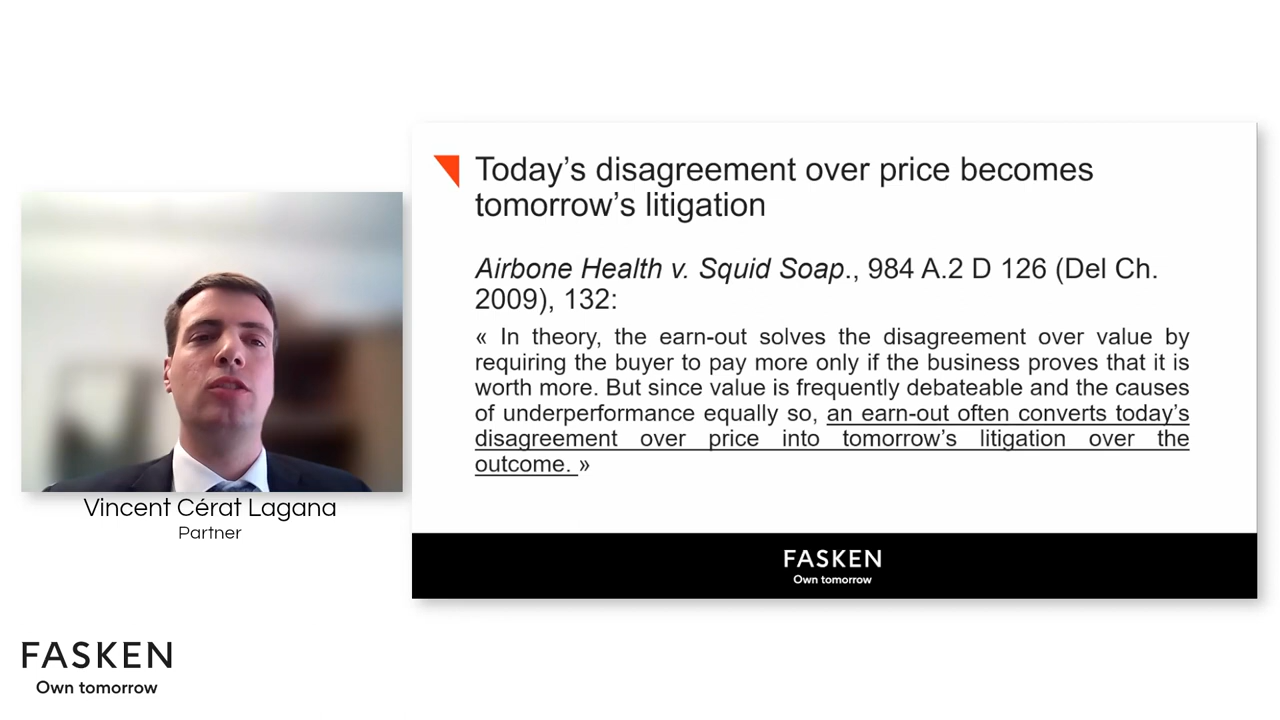 Today's disagreement over price becomes
tomorrow's litigation
Airbone Health v. Squid Soap., 984 A.2 D 126 (Del Ch.
2009), 132:
« In theory, the earn-out solves the disagreement over value by
requiring the buyer to pay more only if the business proves that it is
worth more. But since value is frequently debateable and the causes
of underperformance equally so, an earn-out often converts today's
disagreement over price into tomorrow's litigation over the
outcome. »
FASKEN
Own tomorrow
Vincent Cérat Lagana
Partner
FASKEN
Own tomorrow